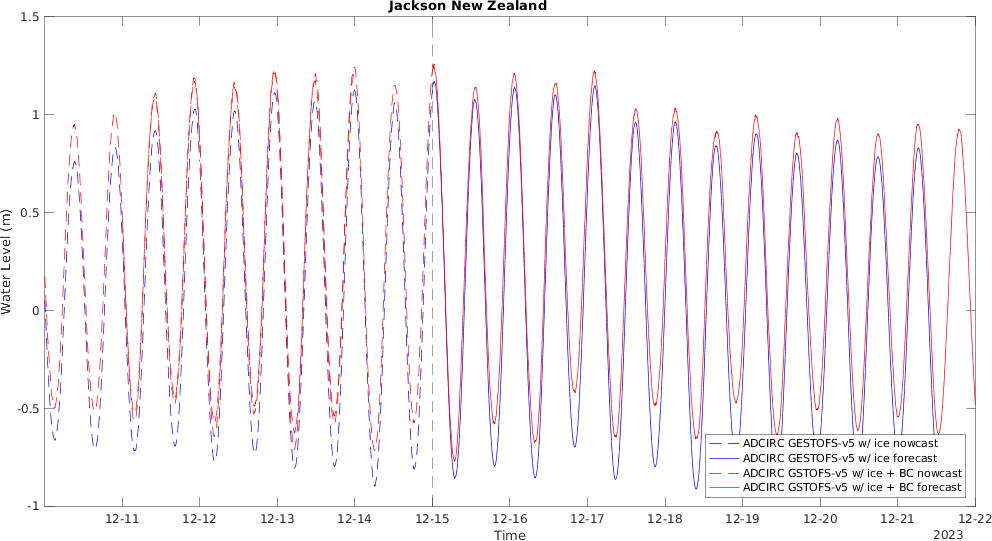 Jackson New Zealand
1.5
1
0.5
0
-0.5
-1
Water Level (m)
12-11 12-12 12-13 12-14 12-15 12-16 12-17 12-18 12-19 12-20 12-21 12-22
Time
2023
ADCIRC GESTOFS-v5 w/ ice nowcast
ADCIRC GESTOFS-v5 w/ ice forecast
ADCIRC GSTOFS-v5 w/ ice + BC nowcast
ADCIRC GSTOFS-v5 w/ ice + BC forecast